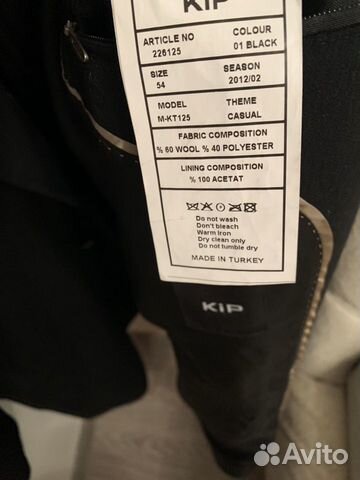 KİP
ARTICLE NO COLOUR
226125 01 BLACK
SIZE SEASON
54 2012/02
MODEL THEME
M-KT125 CASUAL
FABRIC COMPOSITION
% 60 WOOL % 40 POLYESTER
LINING COMPOSITION
% 100 ACETAT
Do not wash
Don't bleach
Warm Iron
Dry clean only
Do not tumble dry
MADE IN TURKEY
KiP
Avito